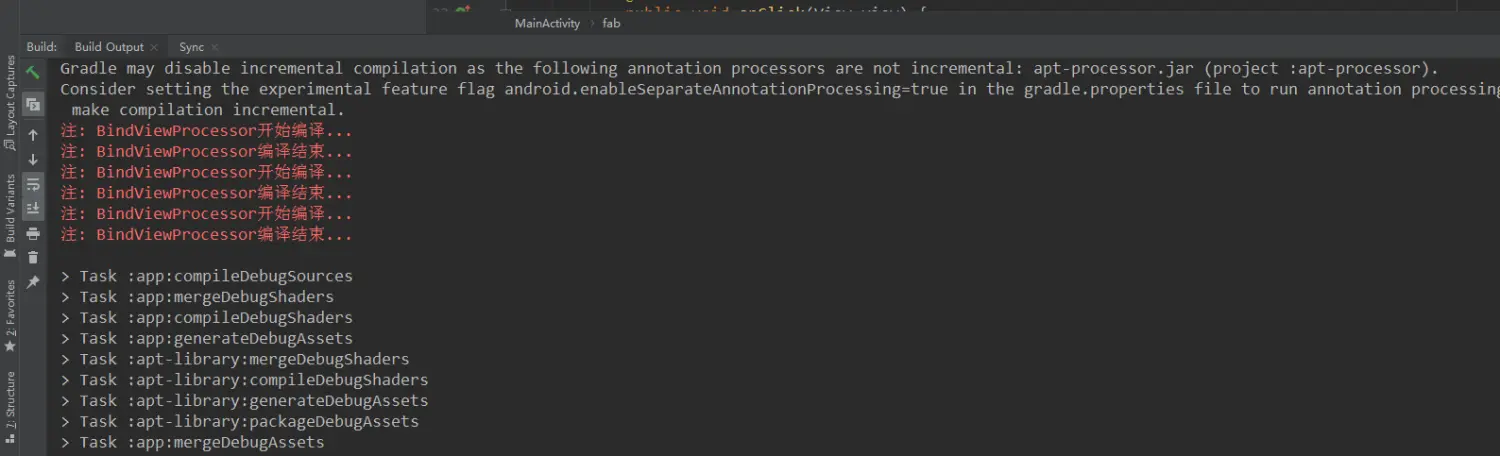 public void onClick(View view) {
MainActivity › fab
Build: Build Output × Sync ×
Layout Captures
Build Variants
2: Favorites
7: Structure
Gradle may disable incremental compilation as the following annotation processors are not incremental: apt-processor.jar (project :apt-processor).
Consider setting the experimental feature flag android.enableSeparateAnnotationProcessing=true in the gradle.properties file to run annotation processing
make compilation incremental.
注: BindViewProcessor开始编译...
注: BindViewProcessor编译结束...
注: BindViewProcessor开始编译...
注: BindViewProcessor编译结束...
注: BindViewProcessor开始编译...
注: BindViewProcessor编译结束...
> Task :app:compileDebugSources
> Task :app:mergeDebugShaders
> Task :app:compileDebugShaders
> Task :app:generateDebugAssets
> Task :apt-library:mergeDebugShaders
> Task :apt-library:compileDebugShaders
> Task :apt-library:generateDebugAssets
> Task :apt-library:packageDebugAssets
> Task :app:mergeDebugAssets